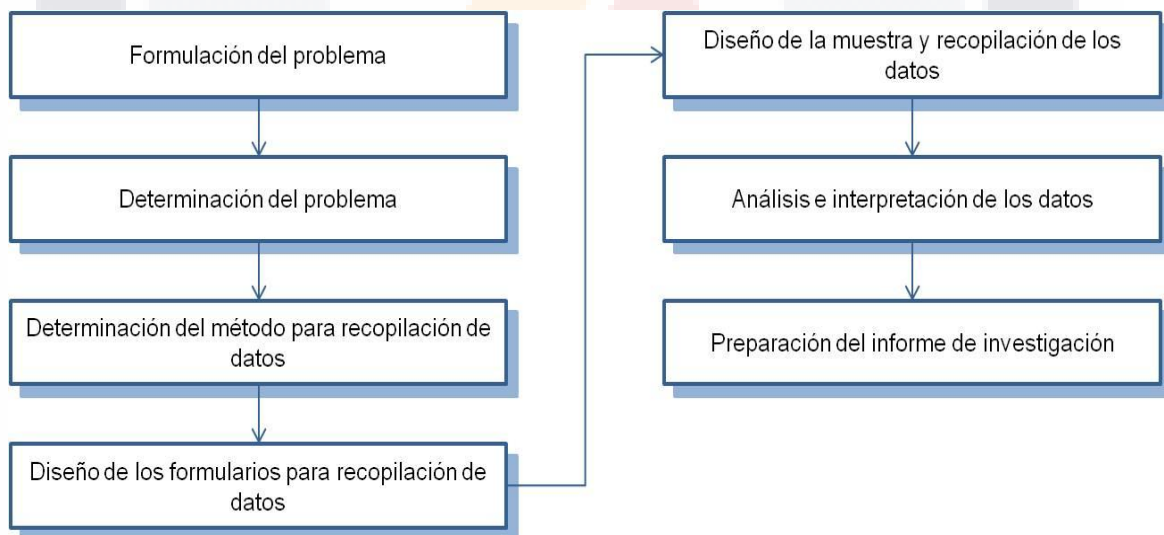 Formulación del problema
Determinación del problema
Determinación del método para recopilación de
datos
Diseño de los formularios para recopilación de
datos
Diseño de la muestra y recopilación de los
datos
Análisis e interpretación de los datos
Preparación del informe de investigación